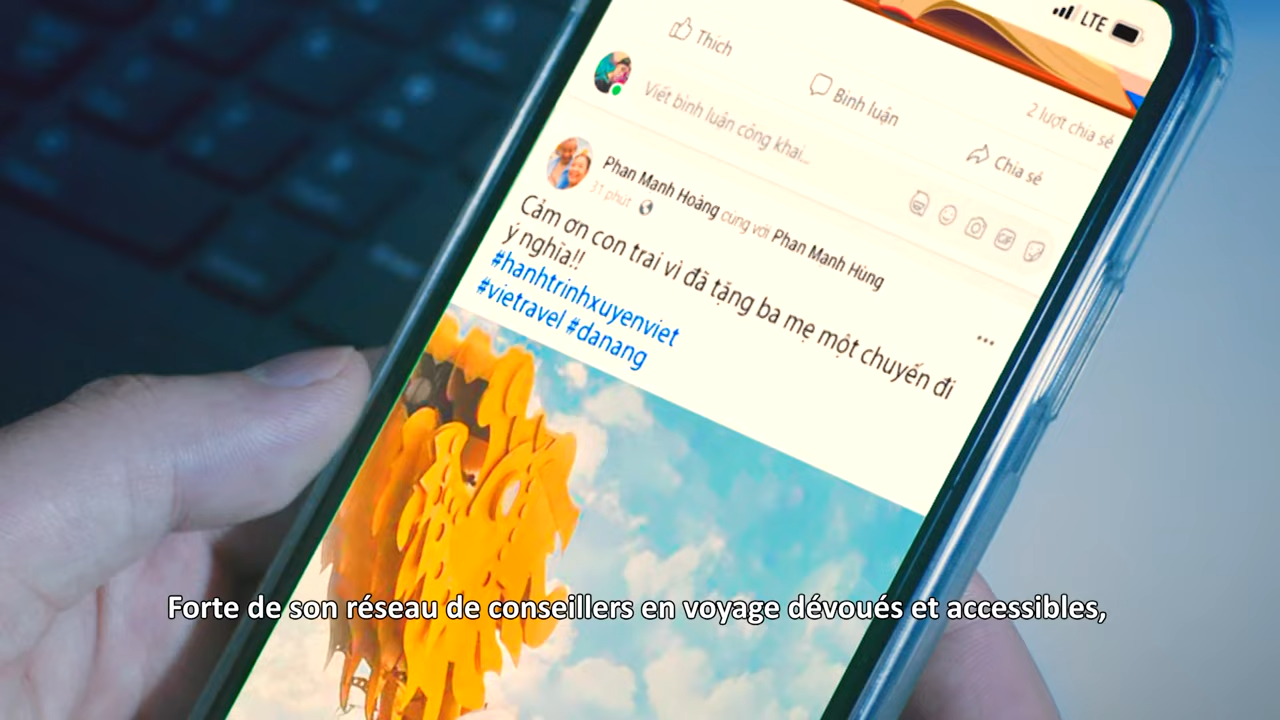 LTE
Thích
Bình luận
2 lượt chia sẻ
Chia sẻ
Viết bình luận công khai...
GIF
Phan Mạnh Hoàng cùng với Phan Mạnh Hùng
31 phút
Cảm ơn con trai vì đã tặng ba mẹ một chuyến đi
ý nghĩa!!
#hanhtrinhxuyenviet
#vietravel #danang
Forte de son réseau de conseillers en voyage dévoués et accessibles,